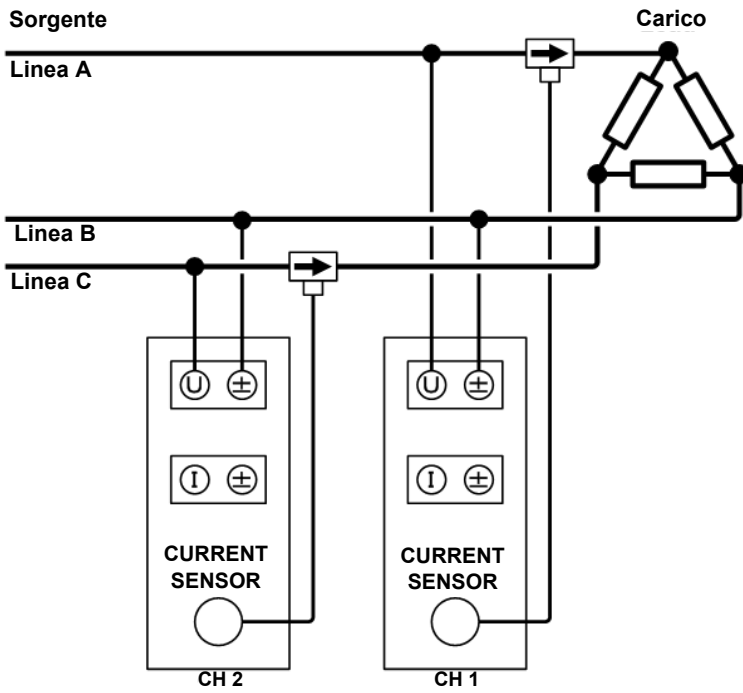 Sorgente
Carico
Linea A
Linea B
Linea C
U ±
U ±
I ±
I ±
CURRENT
SENSOR
CURRENT
SENSOR
CH 2
CH 1